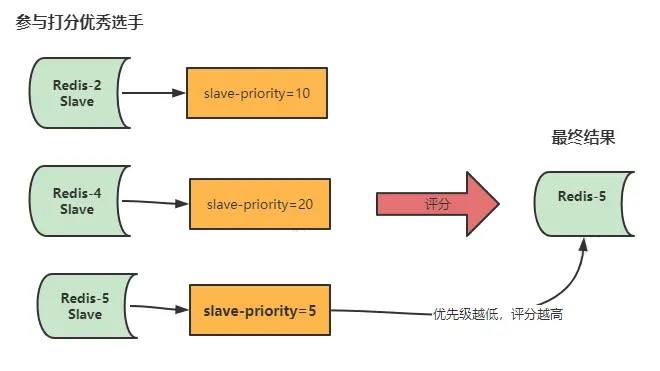 参与打分优秀选手
Redis-2
Slave
slave-priority=10
最终结果
Redis-4
Slave
slave-priority=20
评分
Redis-5
Redis-5
Slave
slave-priority=5
优先级越低，评分越高